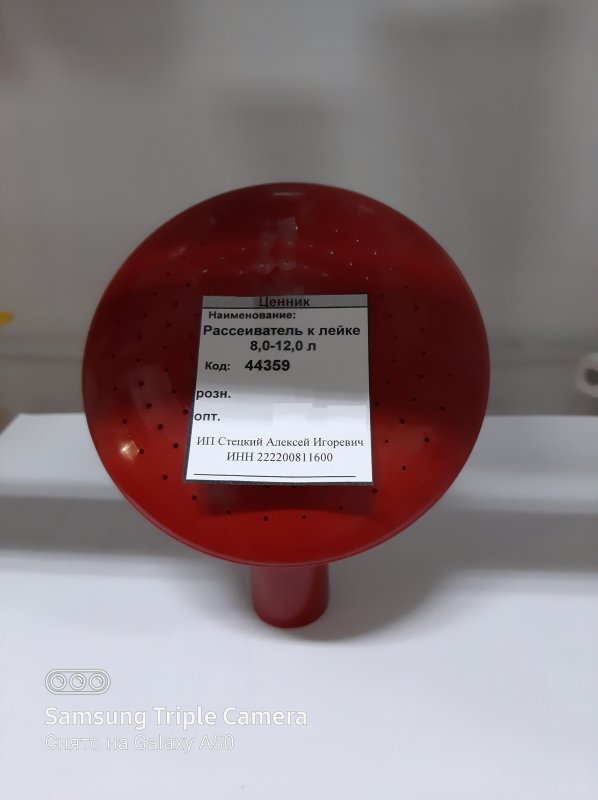 Ценник
Наименование:
Рассеиватель к лейке
8,0-12,0 л
Код: 44359
розн.
опт.
ИП Стецкий Алексей Игоревич
ИНН 222200811600
Samsung Triple Camera
Снято на Galaxy A50